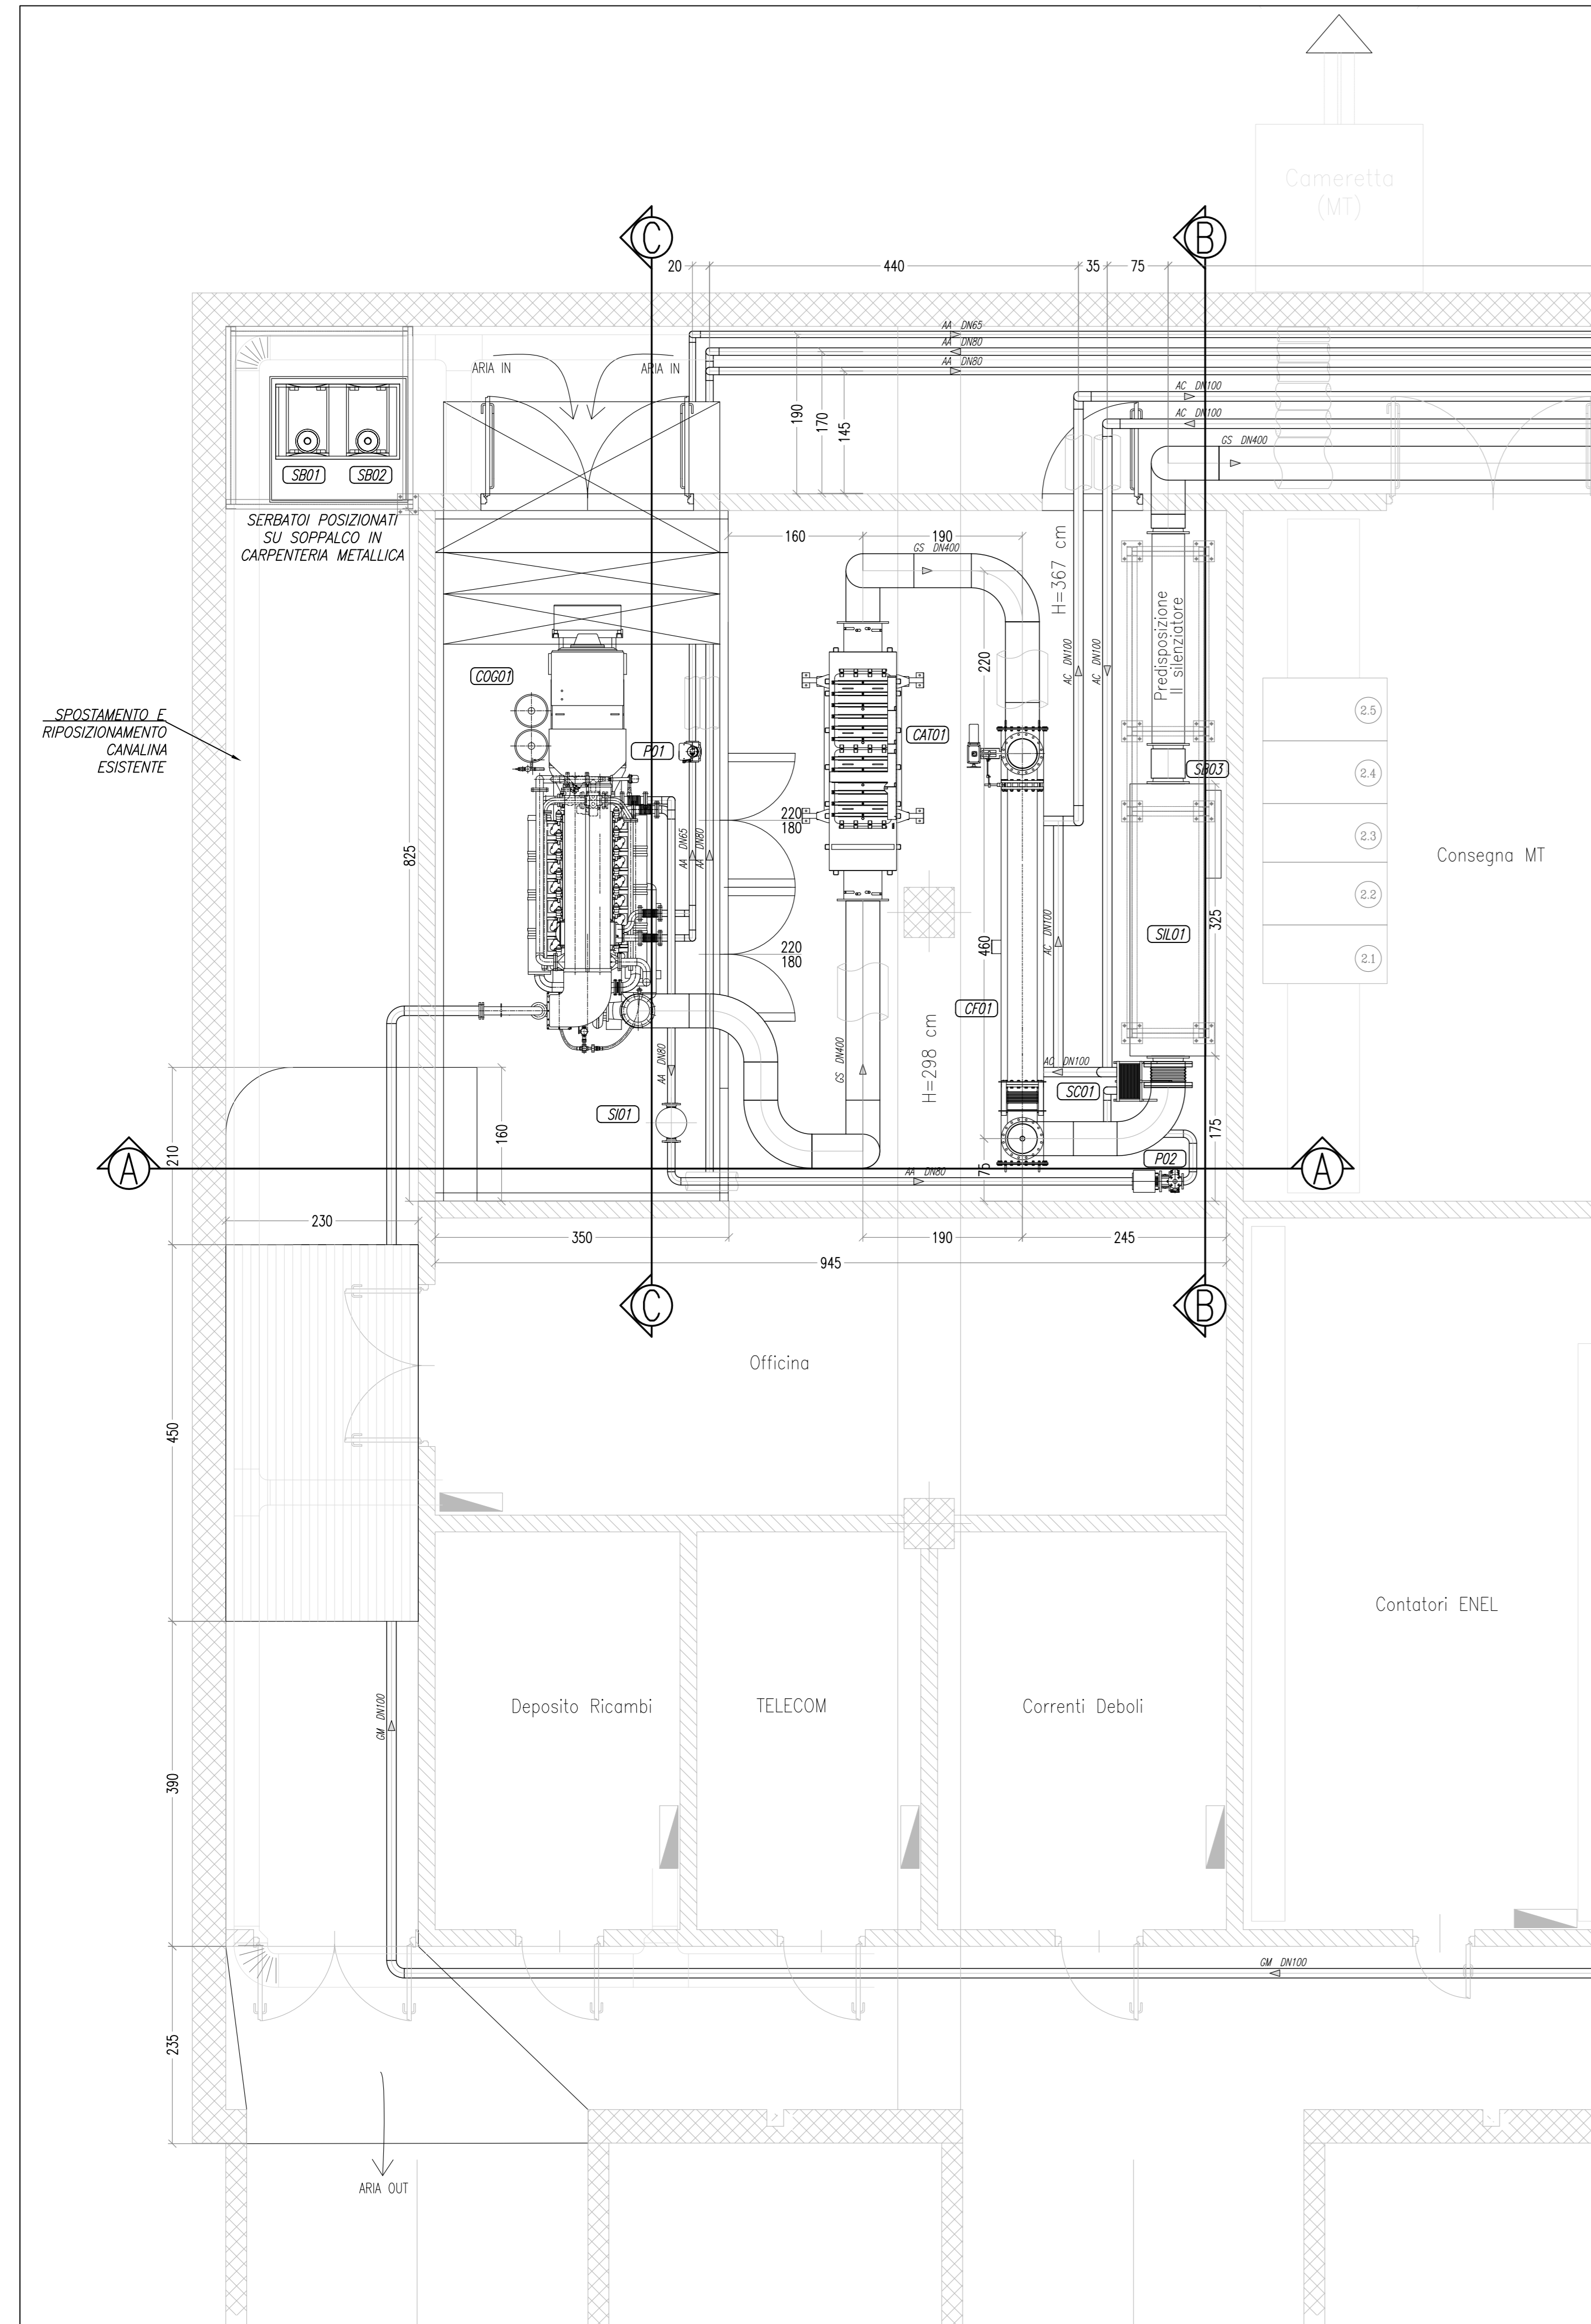 Cameretta
(MT)
C
B
20
440
35
75
AA DN65
AA DN80
AA DN80
ARIA IN
ARIA IN
AC DN100
AC DN100
GS DN400
190
170
145
SB01
SB02
SERBATOI POSIZIONATI
SU SOPPALCO IN
CARPENTERIA METALLICA
160
190
GS DN400
H=367 cm
220
AC DN100
AC DN100
Predisposizione
II silenziatore
COG01
SPOSTAMENTO E
RIPOSIZIONAMENTO
CANALINA
ESISTENTE
P01
CAT01
SB03
2.5
2.4
2.3
2.2
2.1
Consegna MT
825
220
180
220
180
AA DN65
AA DN80
460
AC DN100
SIL01
325
CF01
H=298 cm
GS DN400
AA DN80
AC DN100
SC01
SI01
160
210
175
75
P02
A
A
AA DN80
230
350
190
245
945
C
B
Officina
450
Contatori ENEL
Deposito Ricambi
TELECOM
Correnti Deboli
GM DN100
390
GM DN100
235
ARIA OUT